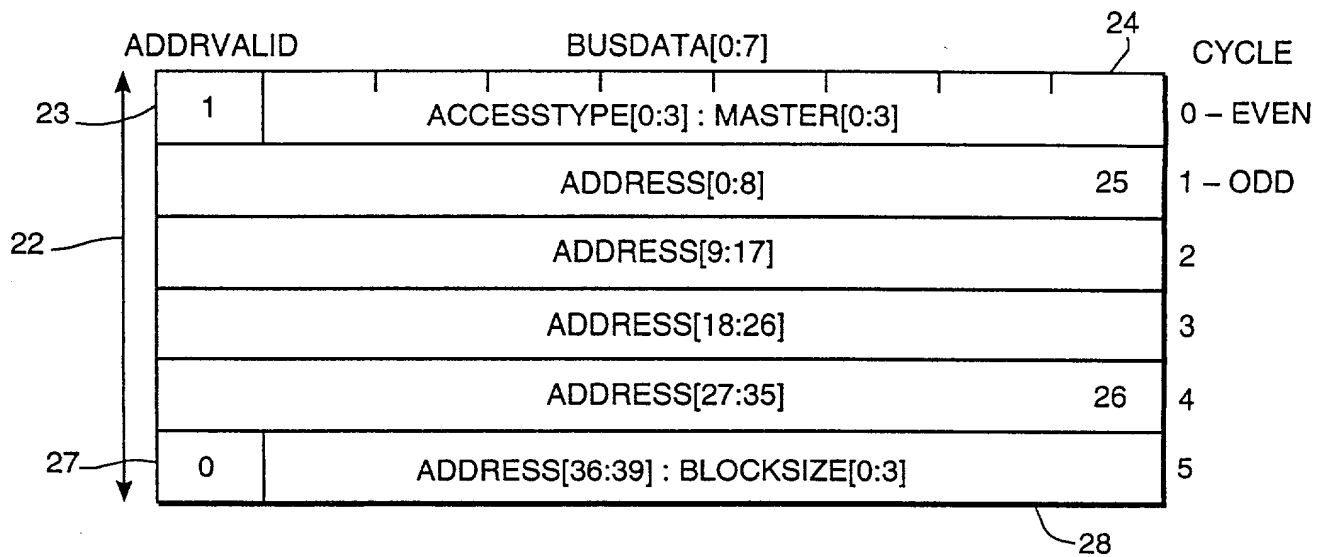 24
ADDRVALID BUSDATA[0:7] CYCLE
23 1 ACCESSTYPE[0:3] : MASTER[0:3] 0 – EVEN
ADDRESS[0:8] 25 1 – ODD
22 ADDRESS[9:17] 2
ADDRESS[18:26] 3
ADDRESS[27:35] 26 4
27 0 ADDRESS[36:39] : BLOCKSIZE[0:3] 5
28